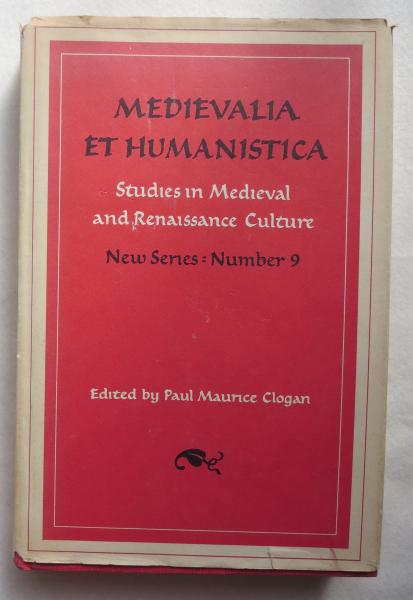 MEDIEVALIA
ET HUMANISTICA
Studies in Medieval
and Renaissance Culture
New Series: Number 9
Edited by Paul Maurice Clogan